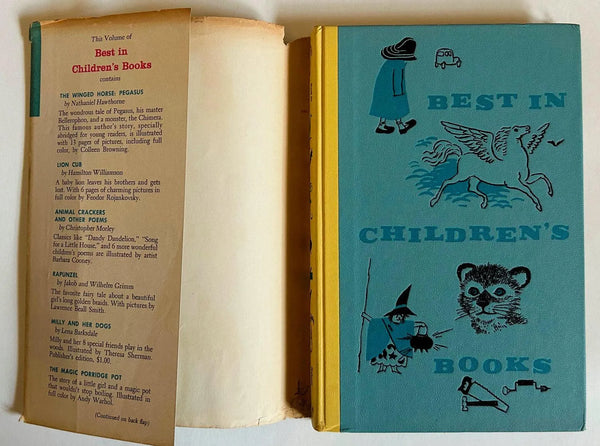 This Volume of
Best in
Children's Books
contains
THE WINGED HORSE: PEGASUS
by Nathaniel Hawthorne
The wondrous tale of Pegasus, his master
Bellerophon, and a monster, the Chimera.
This famous author's story, specially
abridged for young readers, is illustrated
with 13 pages of pictures, including full
color, by Colleen Browning.
LION CUB
by Hamilton Williamson
A baby lion leaves his brothers and gets
lost. With 6 pages of charming pictures in
full color by Feodor Rojankovsky.
ANIMAL CRACKERS
AND OTHER POEMS
by Christopher Morley
Classics like "Dandy Dandelion," "Song
for a Little House," and 6 more wonderful
children's poems are illustrated by artist
Barbara Cooney.
RAPUNZEL
by Jakob and Wilhelm Grimm
The favorite fairy tale about a beautiful
girl's long golden braids. With pictures by
Lawrence Beall Smith.
MILLY AND HER DOGS
by Lena Barksdale
Milly and her 8 special friends play in the
woods. Illustrated by Theresa Sherman.
Publisher's edition, $1.00.
THE MAGIC PORRIDGE POT
The story of a little girl and a magic pot
that wouldn't stop boiling. Illustrated in
full color by Andy Warhol.
(Continued on back flap)
BEST IN
CHILDREN'S
BOOKS